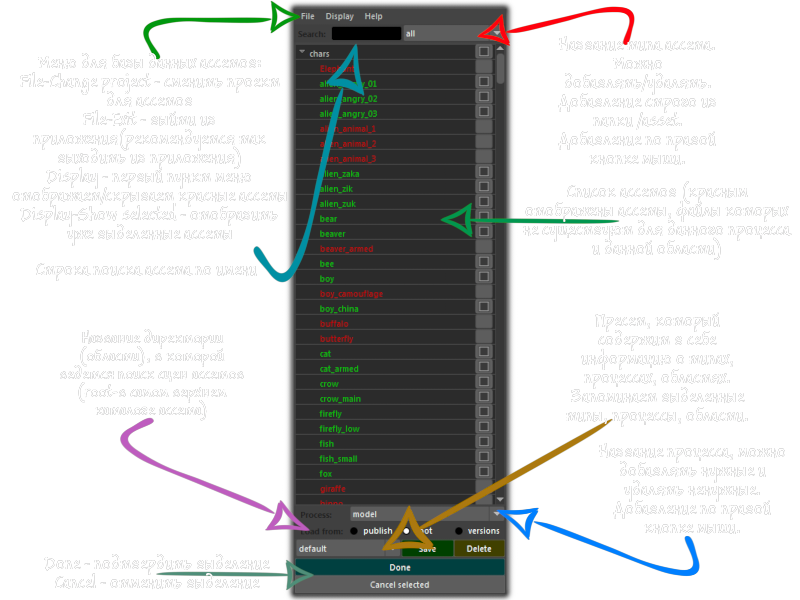 File Display Help
Search:
all
chars
alien_angry_01
alien_angry_02
alien_angry_03
alien_animal_1
alien_animal_2
alien_animal_3
alien_zaka
alien_zik
alien_zuk
bear
beaver
beaver_armed
bee
boy
boy_camouflage
boy_china
buffalo
butterfly
cat
cat_armed
crow
crow_main
firefly
firefly_low
fish
fish_small
fox
giraffe
Process: model
Load from: publish root versions
default Save Delete
Done
Cancel selected
Меню для базы данных ассетов:
File-Change project - сменить проект
для ассетов
File-Exit - выйти из
приложения(рекомендуется так
выходить из приложения)
Display - первый пункт меню
отображает/скрывает красные ассеты
Display-Show selected - отобразить
уже выделенные ассеты
Строка поиска ассета по имени
Название директории
(области), в которой
ведется поиск сцен ассетов
(root-в самом верхнем
каталоге ассета)
Done - подтвердить выделение
Cancel - отменить выделение
Название типа ассета.
Можно
добавлять/удалять.
Добавление строго из
папки /asset.
Добавление по правой
кнопке мыши.
Список ассетов (красным
отображены ассеты, файлы которых
не существуют для данного процесса
и данной области)
Пресет, который
содержит в себе
информацию о типах,
процессах, областях.
Запоминает выделенные
типы, процессы, области.
Название процесса, можно
добавлять нужные и
удалять ненужные.
Добавление по правой
кнопке мыши.